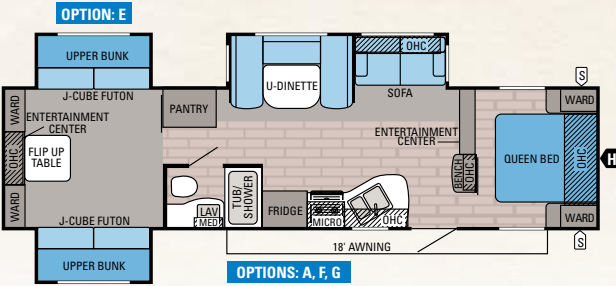 OPTION: E
UPPER BUNK
J-CUBE FUTON
WARD
ENTERTAINMENT
CENTER
OHC
FLIP UP
TABLE
WARD
J-CUBE FUTON
UPPER BUNK
PANTRY
U-DINETTE
OHC
SOFA
ENTERTAINMENT
CENTER
BENCH
OHC
LAV
MED
TUB/
SHOWER
FRIDGE
MICRO
OHC
18' AWNING
OPTIONS: A, F, G
S
WARD
QUEEN BED
OHC
H
WARD
S